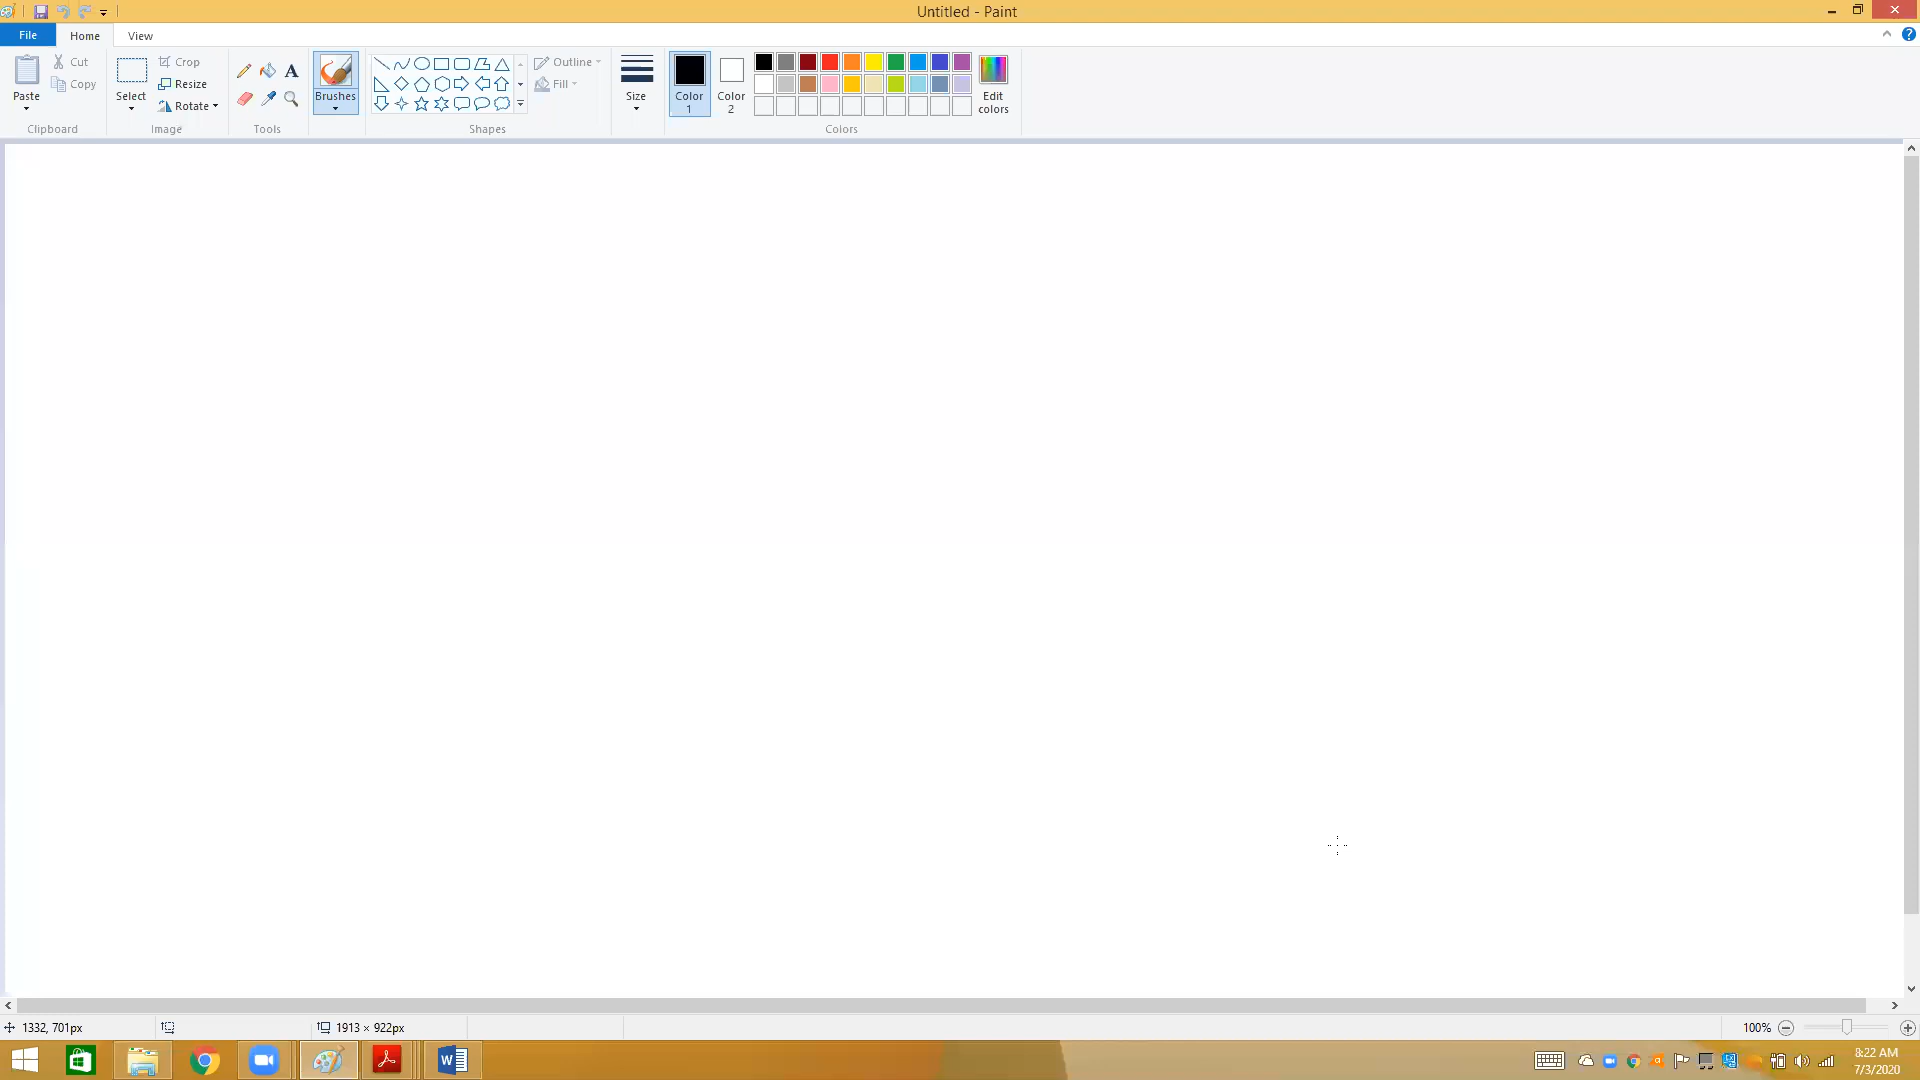 Untitled - Paint
File Home View
Cut
Copy
Paste
Clipboard
Crop
Resize
Rotate
Select
Image
A
Tools
Brushes
Shapes
Outline
Fill
Size
Color 1
Color 2
Edit colors
Colors
1332, 701px
1913 × 922px
100%
8:22 AM
7/3/2020